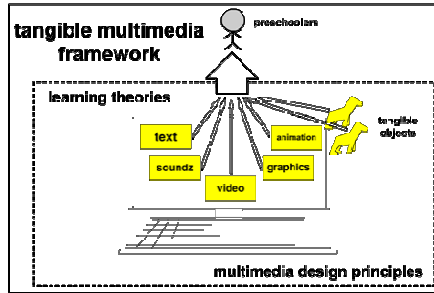 tangible multimedia
framework
preschoolers
learning theories
text
animation
tangible
objects
soundz
graphics
video
multimedia design principles